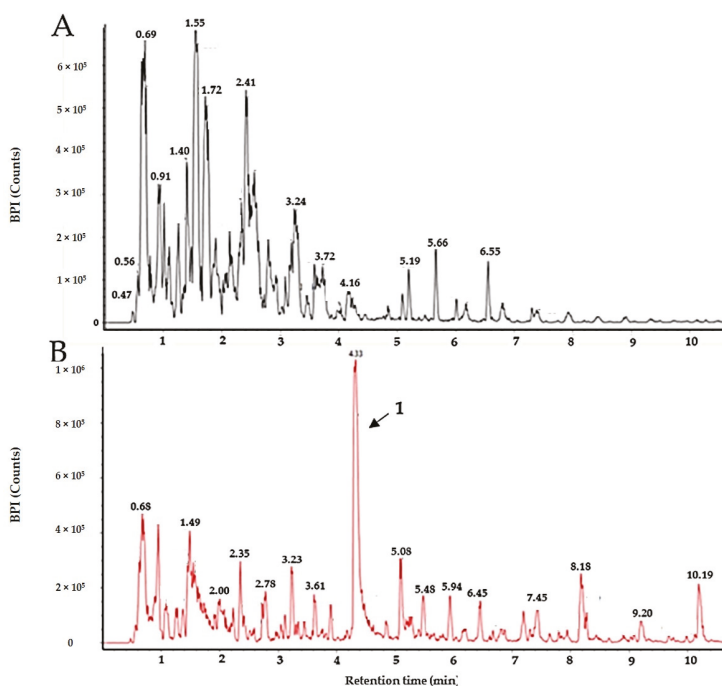 A
1.55
0.69
6 × 10⁵
1.72
2.41
5 × 10⁵
1.40
4 × 10⁵
0.91
BPI (Counts)
3 × 10⁵
3.24
2 × 10⁵
3.72
5.66
5.19
6.55
0.56
1 × 10⁵
4.16
0.47
0
1 2 3 4 5 6 7 8 9 10
B
4.33
1 × 10⁶
1
8 × 10⁵
BPI (Counts)
6 × 10⁵
0.68
4 × 10⁵
1.49
2.35
3.23
5.08
8.18
10.19
2 × 10⁵
2.00
2.78
3.61
5.48
5.94
6.45
7.45
9.20
0
1 2 3 4 5 6 7 8 9 10
Retention time (min)